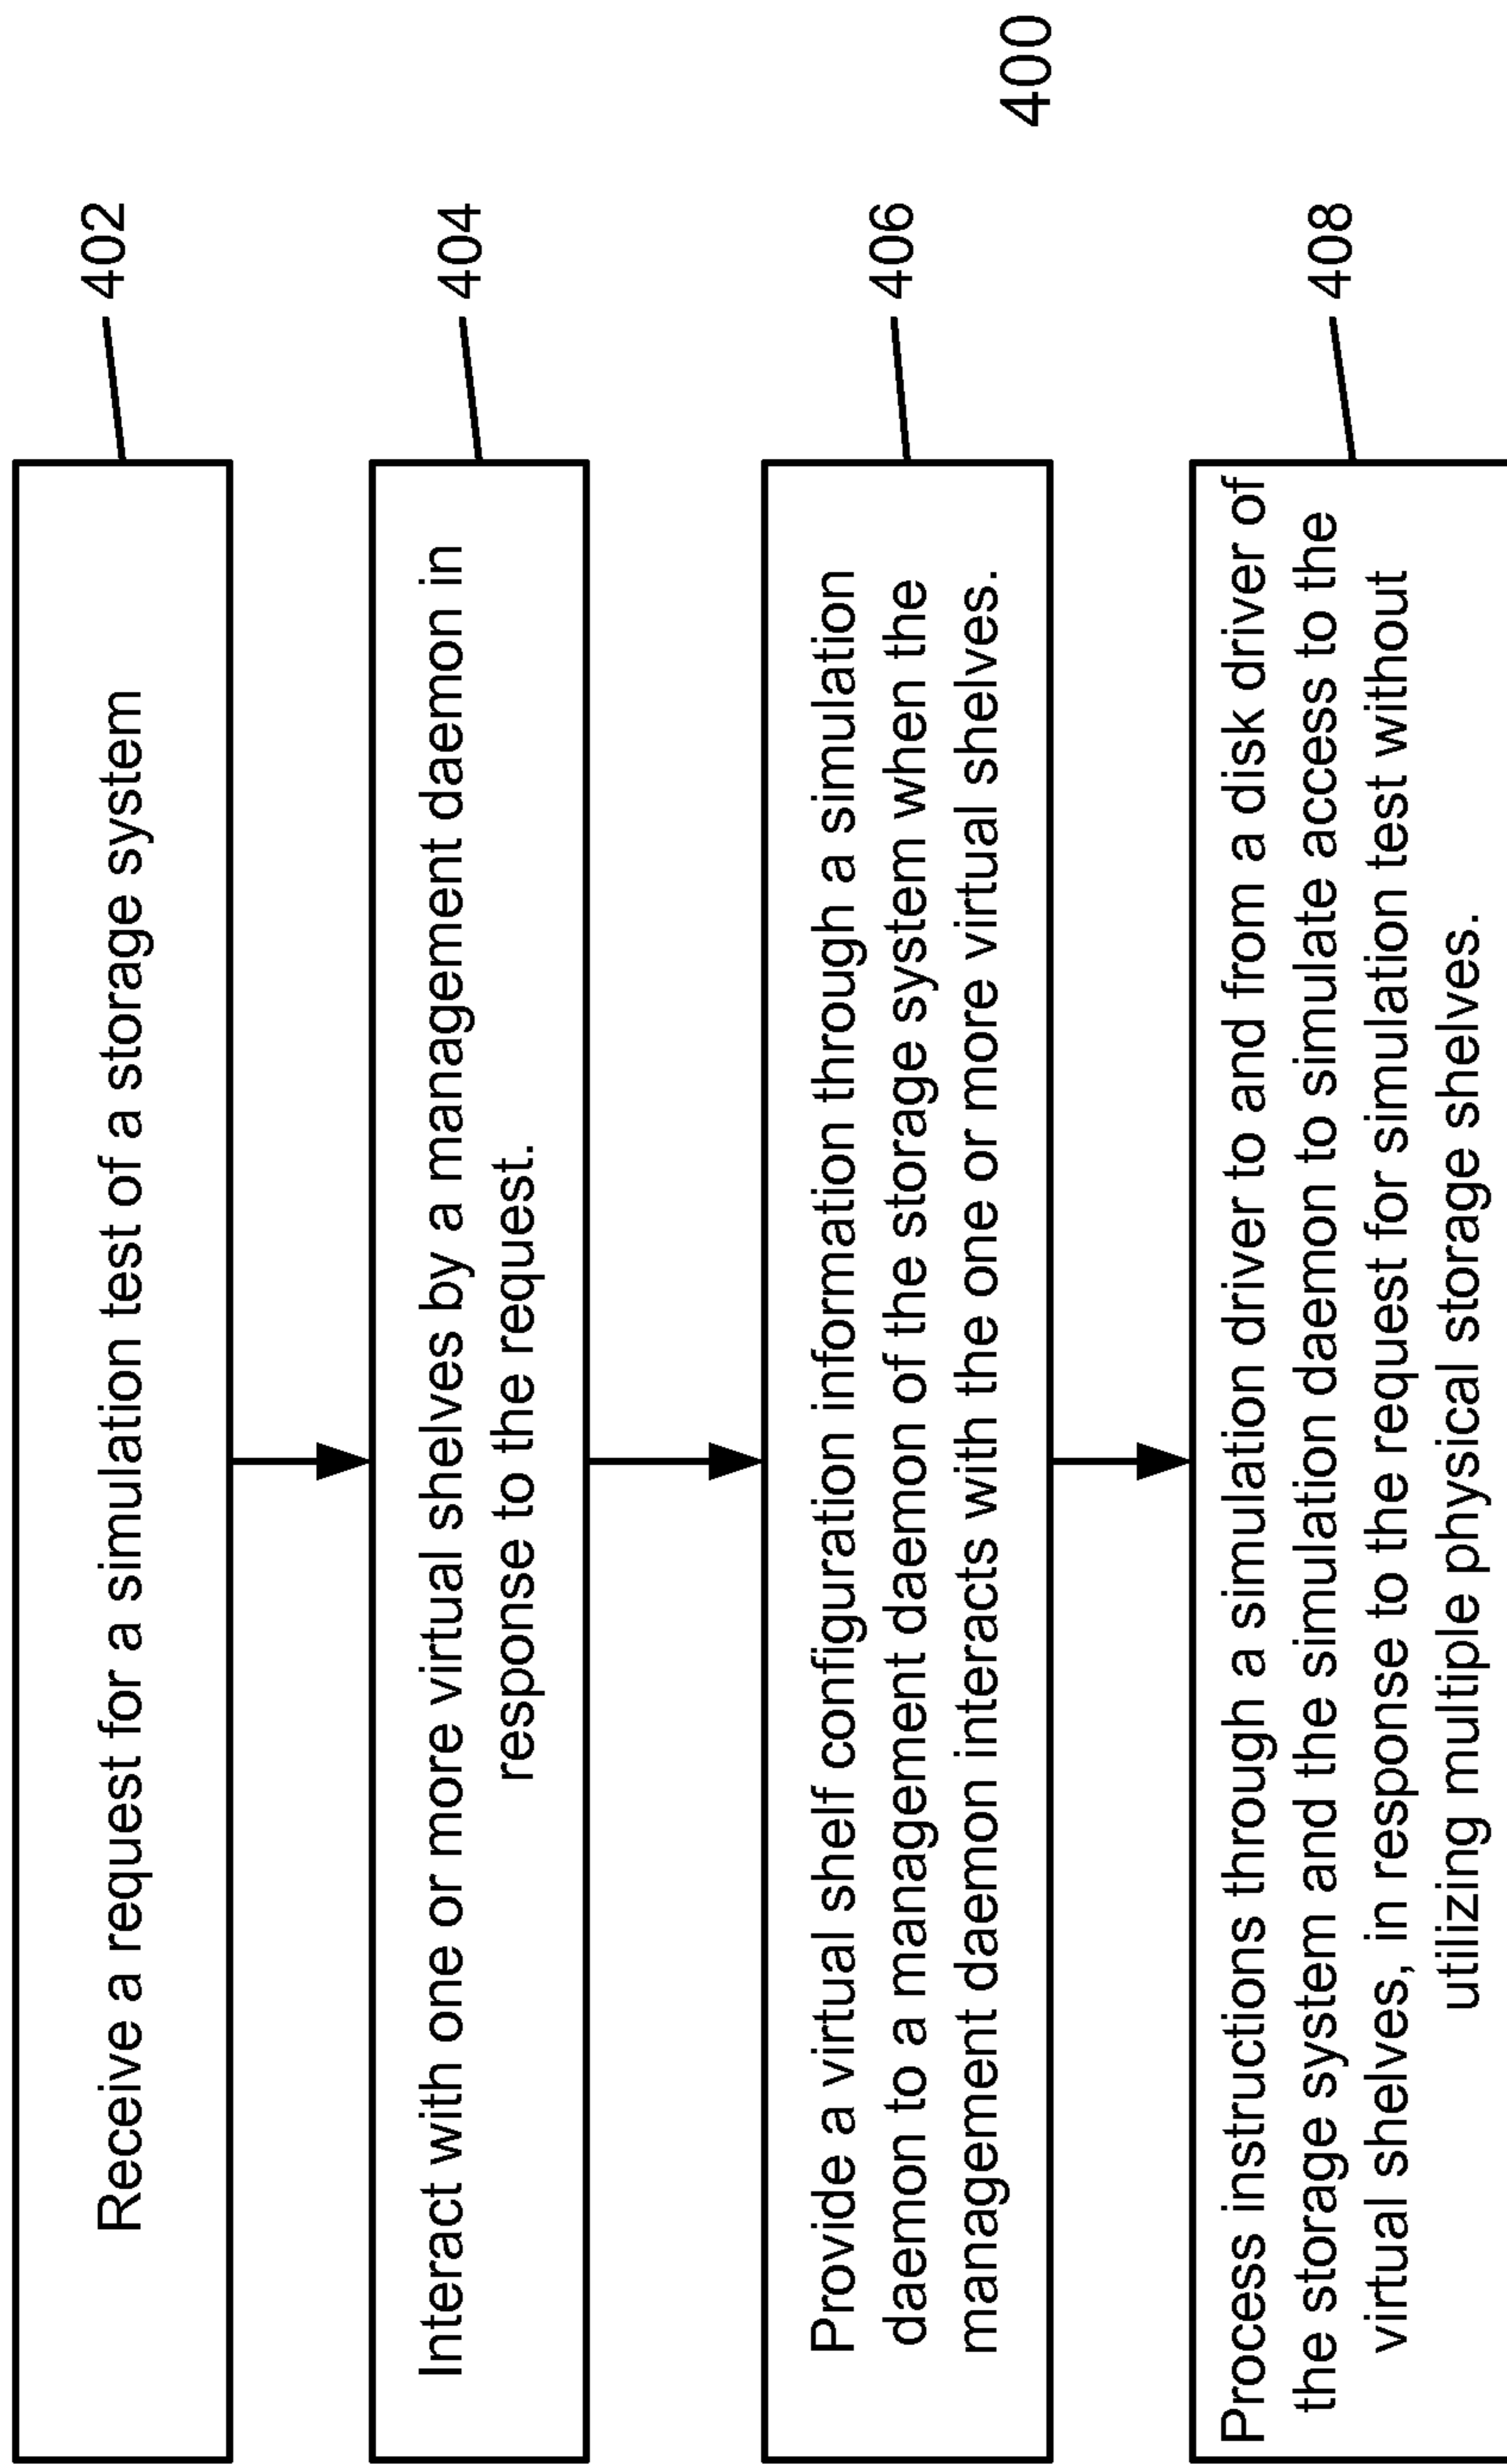 Receive a request for a simulation test of a storage system
402
Interact with one or more virtual shelves by a management daemon in
response to the request.
404
Provide a virtual shelf configuration information through a simulation
daemon to a management daemon of the storage system when the
management daemon interacts with the one or more virtual shelves.
406
Process instructions through a simulation driver to and from a disk driver of
the storage system and the simulation daemon to simulate access to the
virtual shelves, in response to the request for simulation test without
utilizing multiple physical storage shelves.
408
400